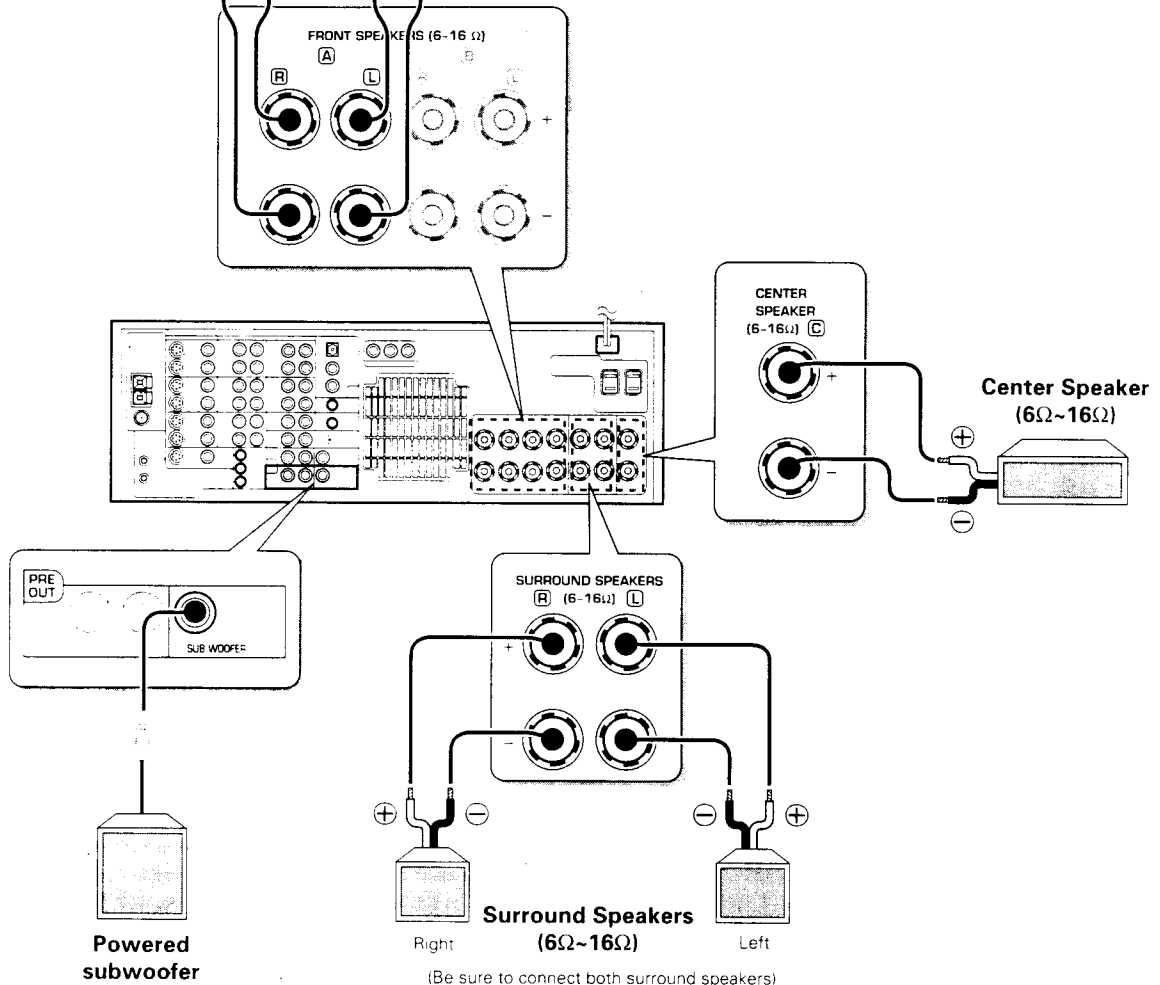 FRONT SPEAKERS (6-16 Ω)
A B
R L R L
+
−
CENTER
SPEAKER
(6-16Ω) C
+
−
Center Speaker
(6Ω~16Ω)
⊕
⊖
PRE
OUT
SUB WOOFER
SURROUND SPEAKERS
R (6-16Ω) L
+
−
⊕ ⊖ ⊖ ⊕
Powered
subwoofer
Right
Surround Speakers
(6Ω~16Ω)
Left
(Be sure to connect both surround speakers)